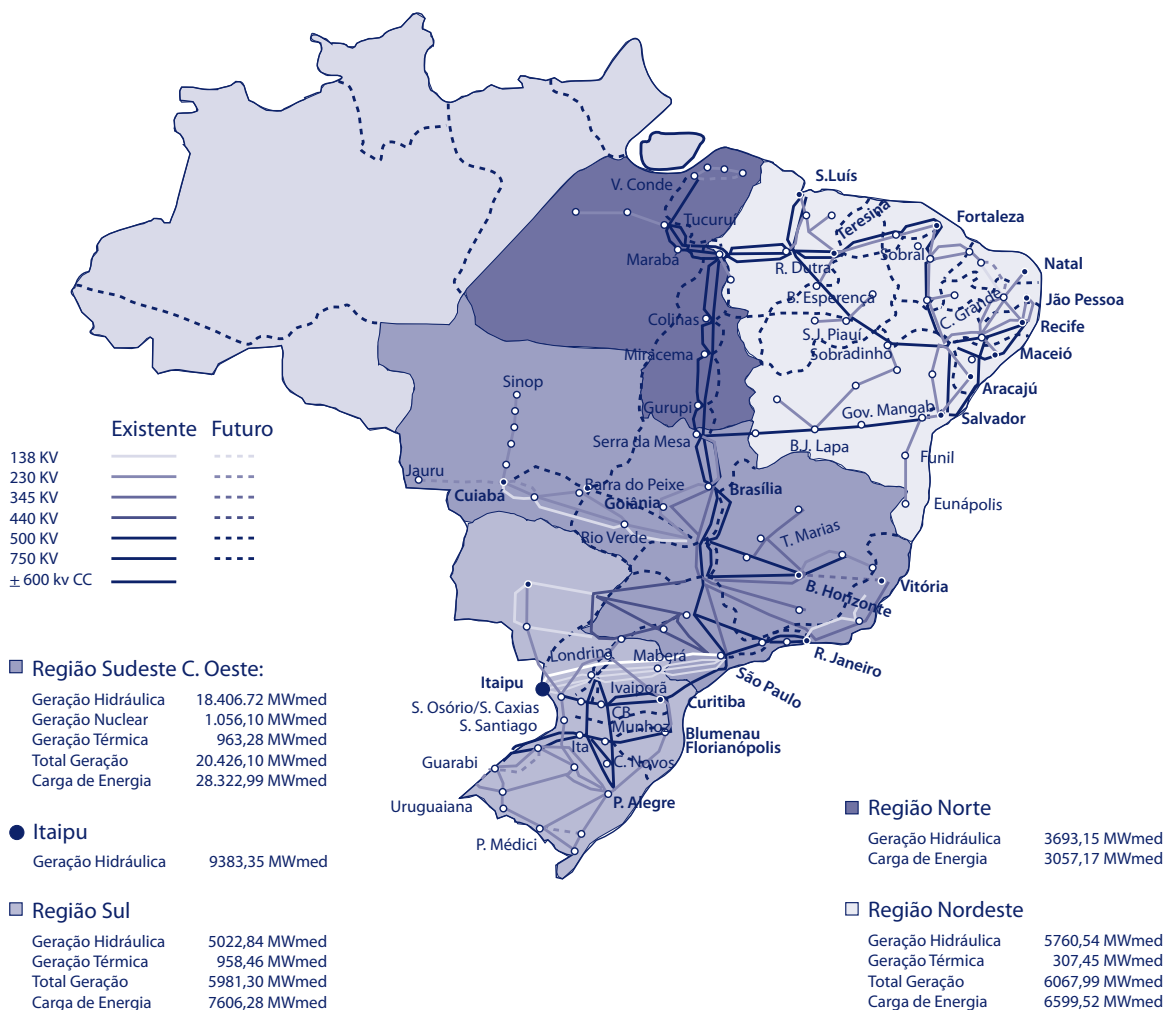 V. Conde
S.Luís
Tucuruí
Teresina
Fortaleza
Marabá
R. Dutra
Sobral
Natal
B. Esperença
C. Grande
Jão Pessoa
Colinas
S.J. Piauí
Recife
Miracema
Sobradinho
Maceió
Sinop
Aracajú
Gurupi
Gov. Mangab
Salvador
Existente Futuro
Serra da Mesa
B.J. Lapa
Funil
138 KV
230 KV
345 KV
440 KV
500 KV
750 KV
± 600 kv CC
Jauru
Cuiabá
Barra do Peixe
Goiânia
Brasília
Eunápolis
Rio Verde
T. Marias
B. Horizonte
Vitória
Londrina
Maberá
R. Janeiro
São Paulo
Itaipu
Ivaiporã
Curitiba
S. Osório/S. Caxias
S. Santiago
CB
Munhoz
Blumenau
Florianópolis
Ita
Guarabi
C. Novos
Uruguaiana
P. Alegre
P. Médici
Região Sudeste C. Oeste:
Geração Hidráulica 18.406.72 MWmed
Geração Nuclear 1.056,10 MWmed
Geração Térmica 963,28 MWmed
Total Geração 20.426,10 MWmed
Carga de Energia 28.322,99 MWmed
Itaipu
Geração Hidráulica 9383,35 MWmed
Região Sul
Geração Hidráulica 5022,84 MWmed
Geração Térmica 958,46 MWmed
Total Geração 5981,30 MWmed
Carga de Energia 7606,28 MWmed
Região Norte
Geração Hidráulica 3693,15 MWmed
Carga de Energia 3057,17 MWmed
Região Nordeste
Geração Hidráulica 5760,54 MWmed
Geração Térmica 307,45 MWmed
Total Geração 6067,99 MWmed
Carga de Energia 6599,52 MWmed